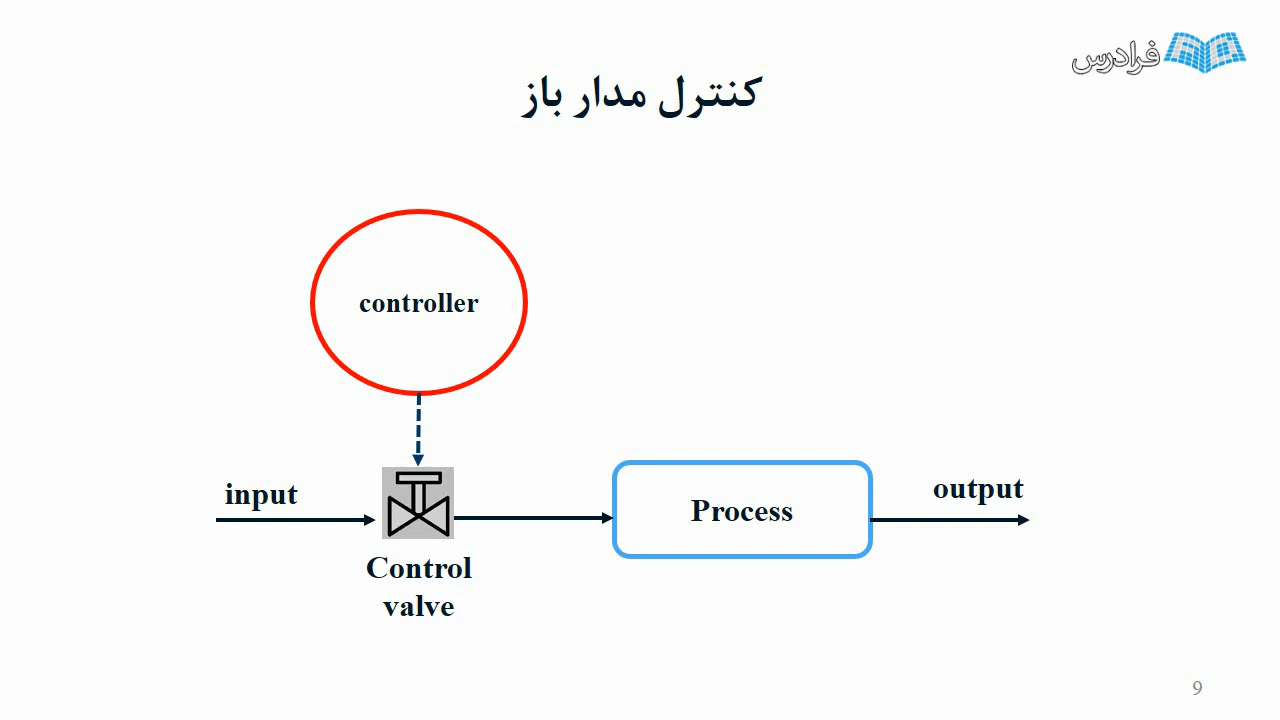 فرادرس
کنترل مدار باز
controller
input
Process
output
Control
valve
9